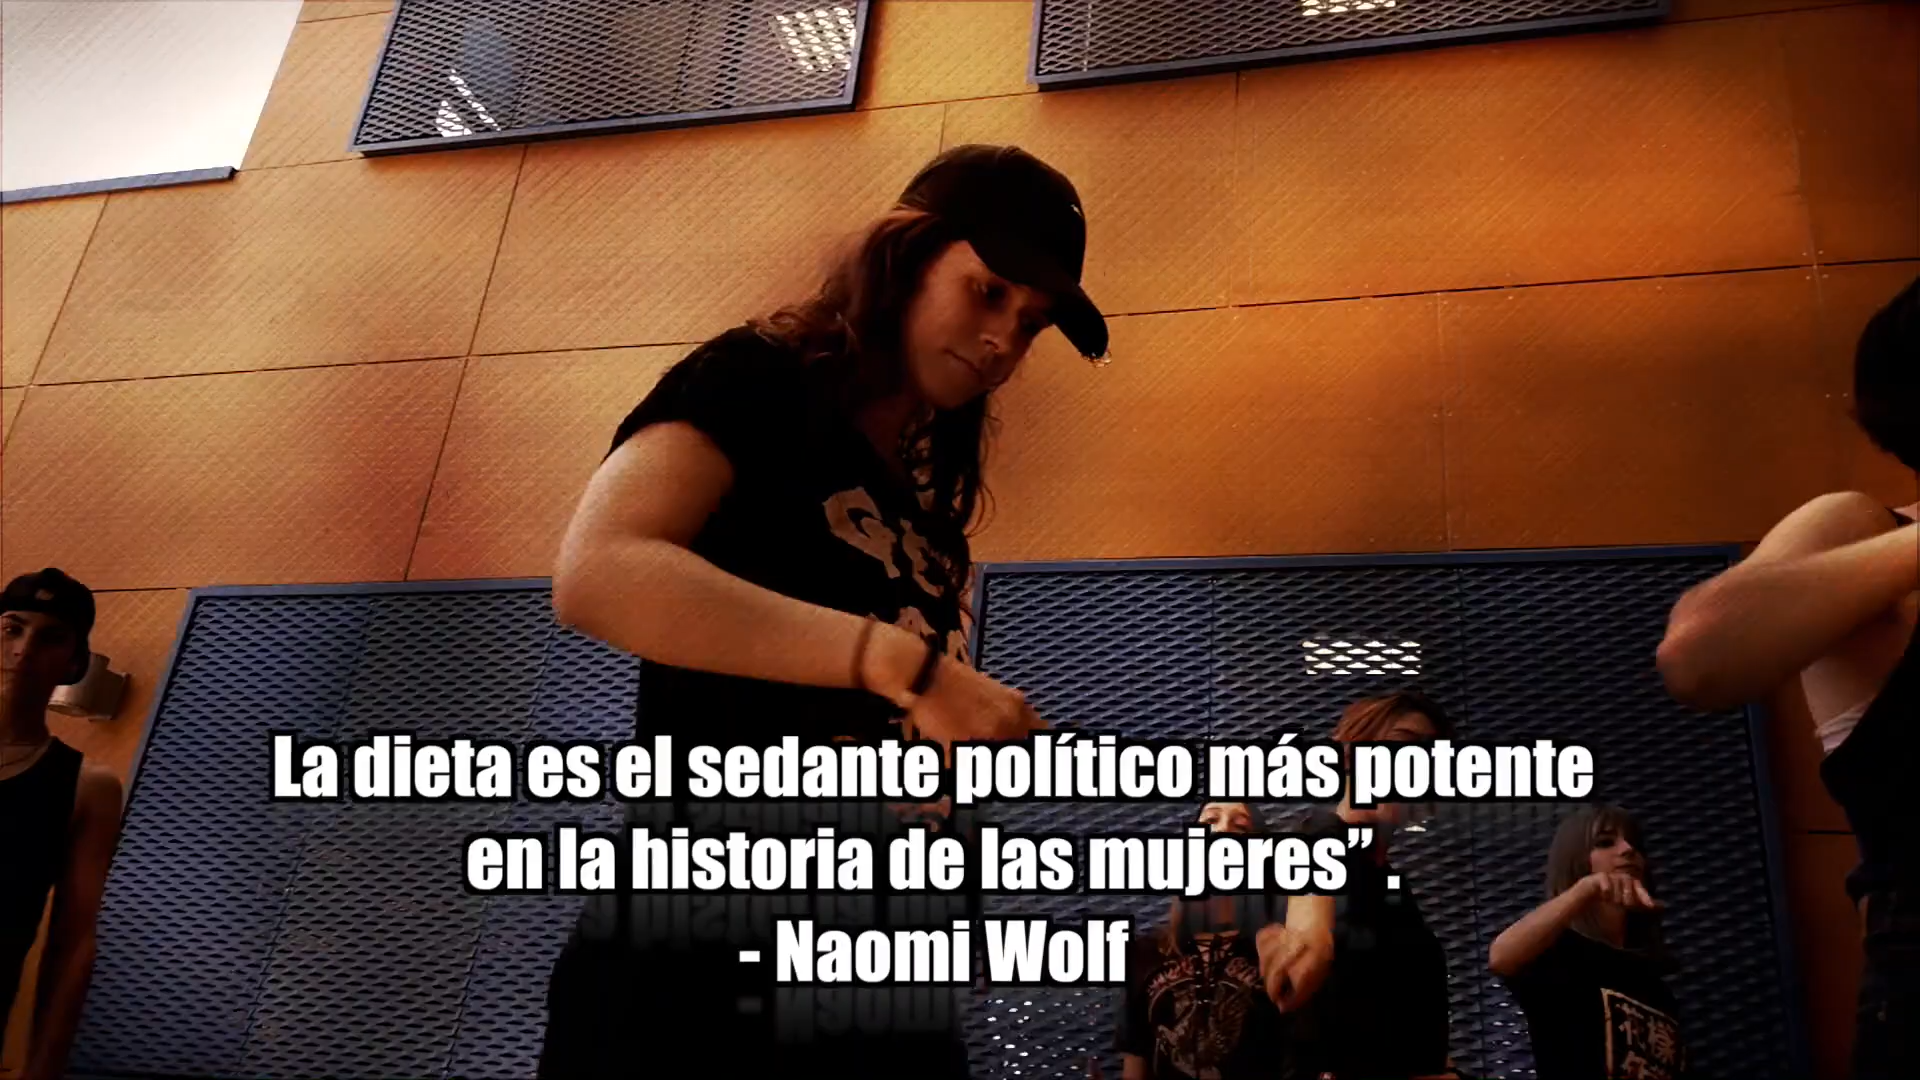 La dieta es el sedante político más potente
en la historia de las mujeres” .
- Naomi Wolf